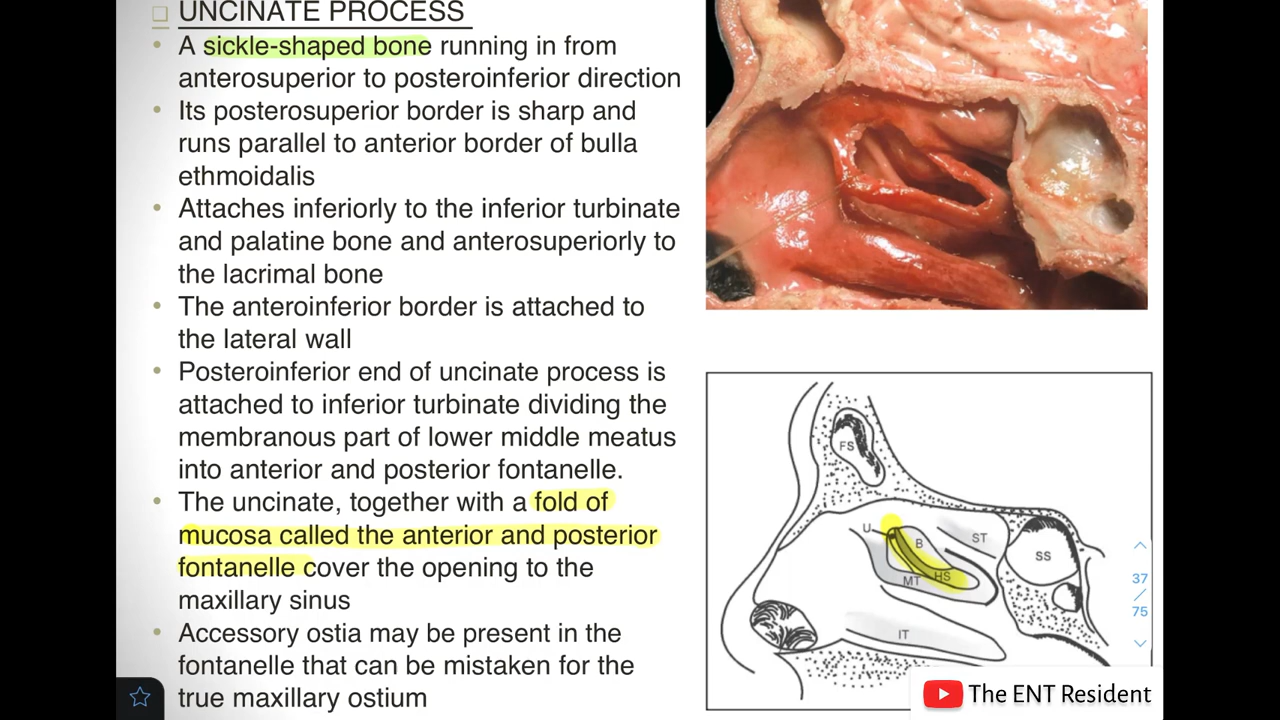 UNCINATE PROCESS
• A sickle-shaped bone running in from
anterosuperior to posteroinferior direction
• Its posterosuperior border is sharp and
runs parallel to anterior border of bulla
ethmoidalis
• Attaches inferiorly to the inferior turbinate
and palatine bone and anterosuperiorly to
the lacrimal bone
• The anteroinferior border is attached to
the lateral wall
• Posteroinferior end of uncinate process is
attached to inferior turbinate dividing the
membranous part of lower middle meatus
into anterior and posterior fontanelle.
• The uncinate, together with a fold of
mucosa called the anterior and posterior
fontanelle cover the opening to the
maxillary sinus
• Accessory ostia may be present in the
fontanelle that can be mistaken for the
true maxillary ostium
FS
U
B
ST
SS
MT
HS
IT
37
/
75
The ENT Resident